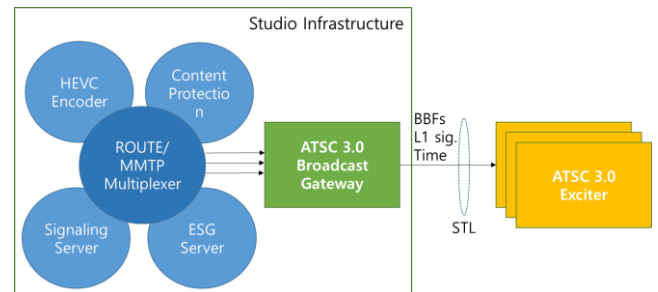 Studio Infrastructure
HEVC
Encoder
Content
Protectio
n
ROUTE/
MMTP
Multiplexer
Signaling
Server
ESG
Server
ATSC 3.0
Broadcast
Gateway
BBFs
L1 sig.
Time
STL
ATSC 3.0
Exciter